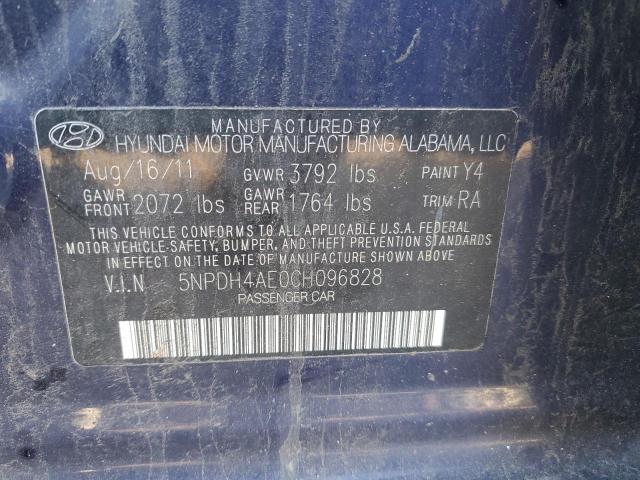 MANUFACTURED BY
HYUNDAI MOTOR MANUFACTURING ALABAMA, LLC
Aug/16/11 GVWR 3792 lbs PAINT Y4
GAWR FRONT 2072 lbs GAWR REAR 1764 lbs TRIM RA
THIS VEHICLE CONFORMS TO ALL APPLICABLE U.S.A. FEDERAL
MOTOR VEHICLE-SAFETY, BUMPER, AND THEFT PREVENTION STANDARDS
IN EFFECT ON THE DATE OF MANUFACTURE SHOWN ABOVE
V.I.N 5NPDH4AE0CH096828
PASSENGER CAR